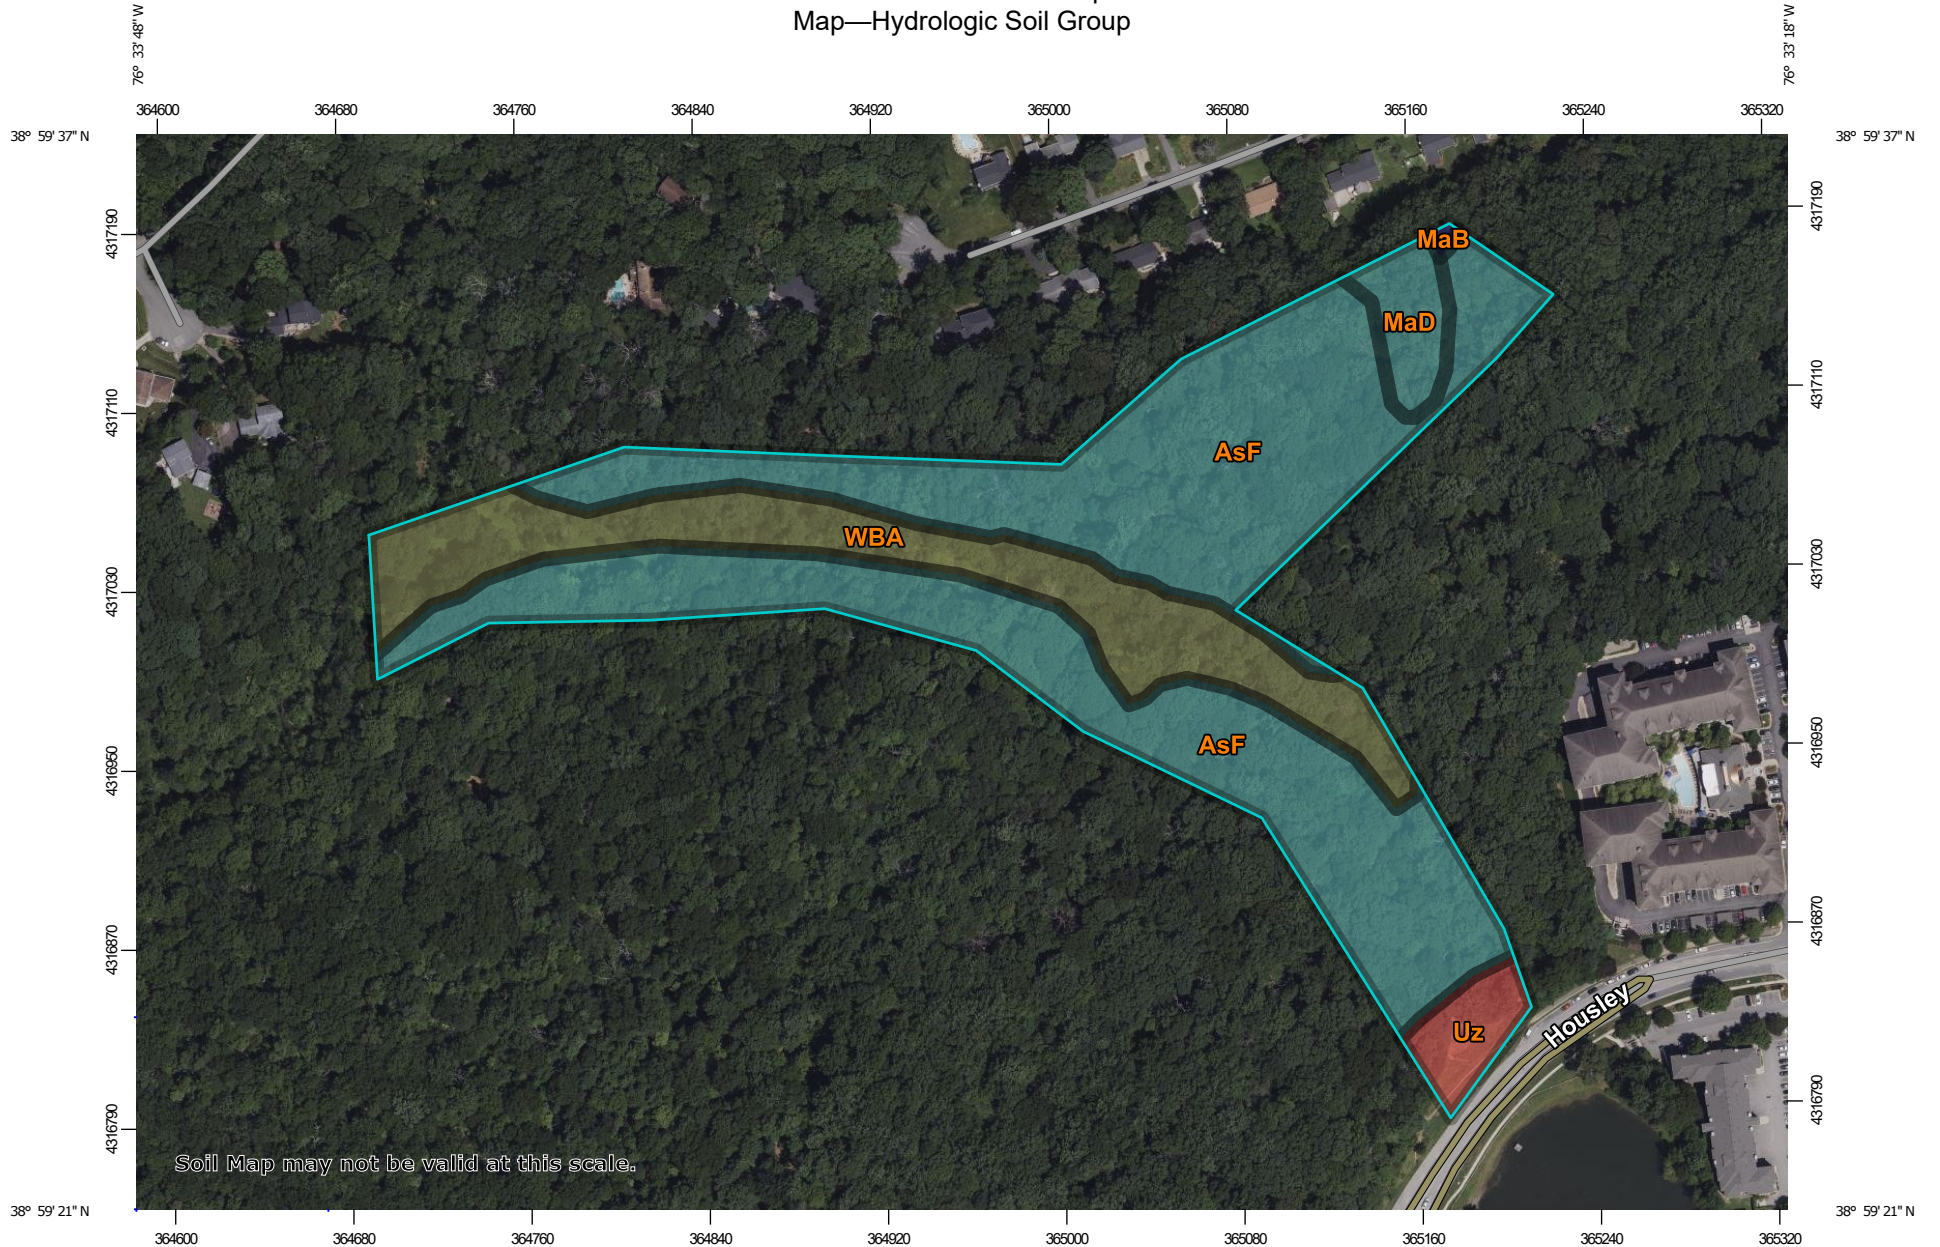 Map—Hydrologic Soil Group
76° 33' 48" W
76° 33' 18" W
364600 364680 364760 364840 364920 365000 365080 365160 365240 365320
38° 59' 37" N
38° 59' 37" N
4317190
4317190
MaB
MaD
4317110
4317110
AsF
WBA
4317030
4317030
AsF
4316950
4316950
4316870
4316870
Housley
Uz
4316790
4316790
Soil Map may not be valid at this scale.
38° 59' 21" N
38° 59' 21" N
364600 364680 364760 364840 364920 365000 365080 365160 365240 365320